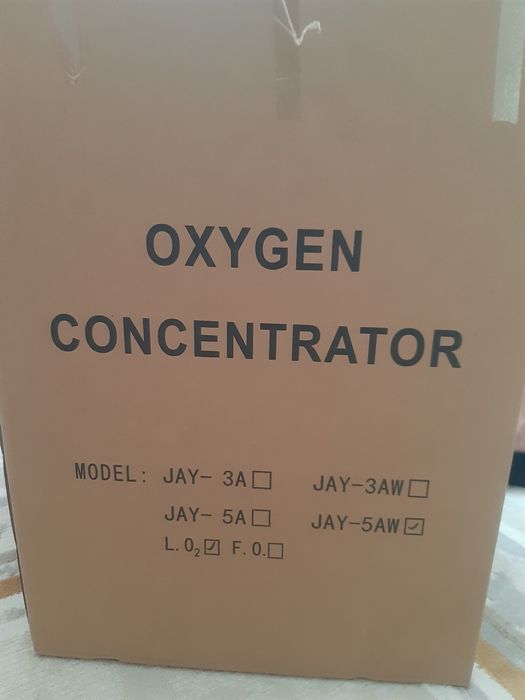 OXYGEN
CONCENTRATOR
MODEL: JAY- 3A☐ JAY-3AW☐
JAY- 5A☐ JAY-5AW☑
L.O₂☑ F.O.☐